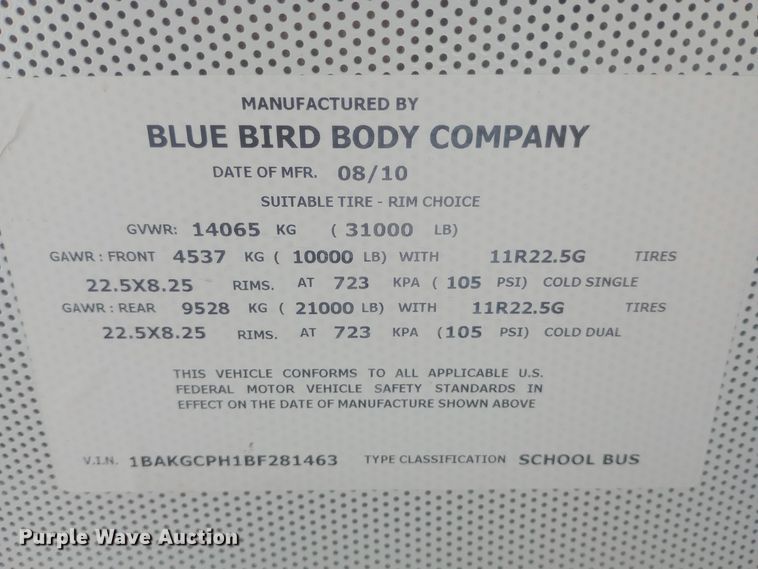 MANUFACTURED BY
BLUE BIRD BODY COMPANY
DATE OF MFR. 08/10
SUITABLE TIRE - RIM CHOICE
GVWR: 14065 KG ( 31000 LB)
GAWR : FRONT 4537 KG ( 10000 LB) WITH 11R22.5G TIRES
22.5X8.25 RIMS. AT 723 KPA ( 105 PSI) COLD SINGLE
GAWR : REAR 9528 KG ( 21000 LB) WITH 11R22.5G TIRES
22.5X8.25 RIMS. AT 723 KPA ( 105 PSI) COLD DUAL
THIS VEHICLE CONFORMS TO ALL APPLICABLE U.S.
FEDERAL MOTOR VEHICLE SAFETY STANDARDS IN
EFFECT ON THE DATE OF MANUFACTURE SHOWN ABOVE
V.I.N. 1BAKGCPH1BF281463 TYPE CLASSIFICATION SCHOOL BUS
Purple Wave Auction